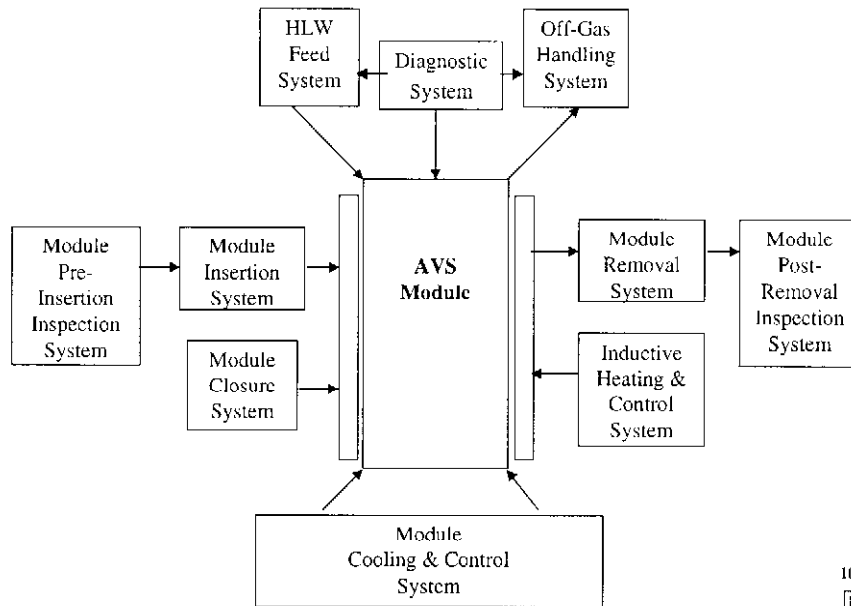 HLW
Feed
System
Diagnostic
System
Off-Gas
Handling
System
Module
Pre-
Insertion
Inspection
System
Module
Insertion
System
AVS
Module
Module
Removal
System
Module
Post-
Removal
Inspection
System
Module
Closure
System
Inductive
Heating &
Control
System
Module
Cooling & Control
System